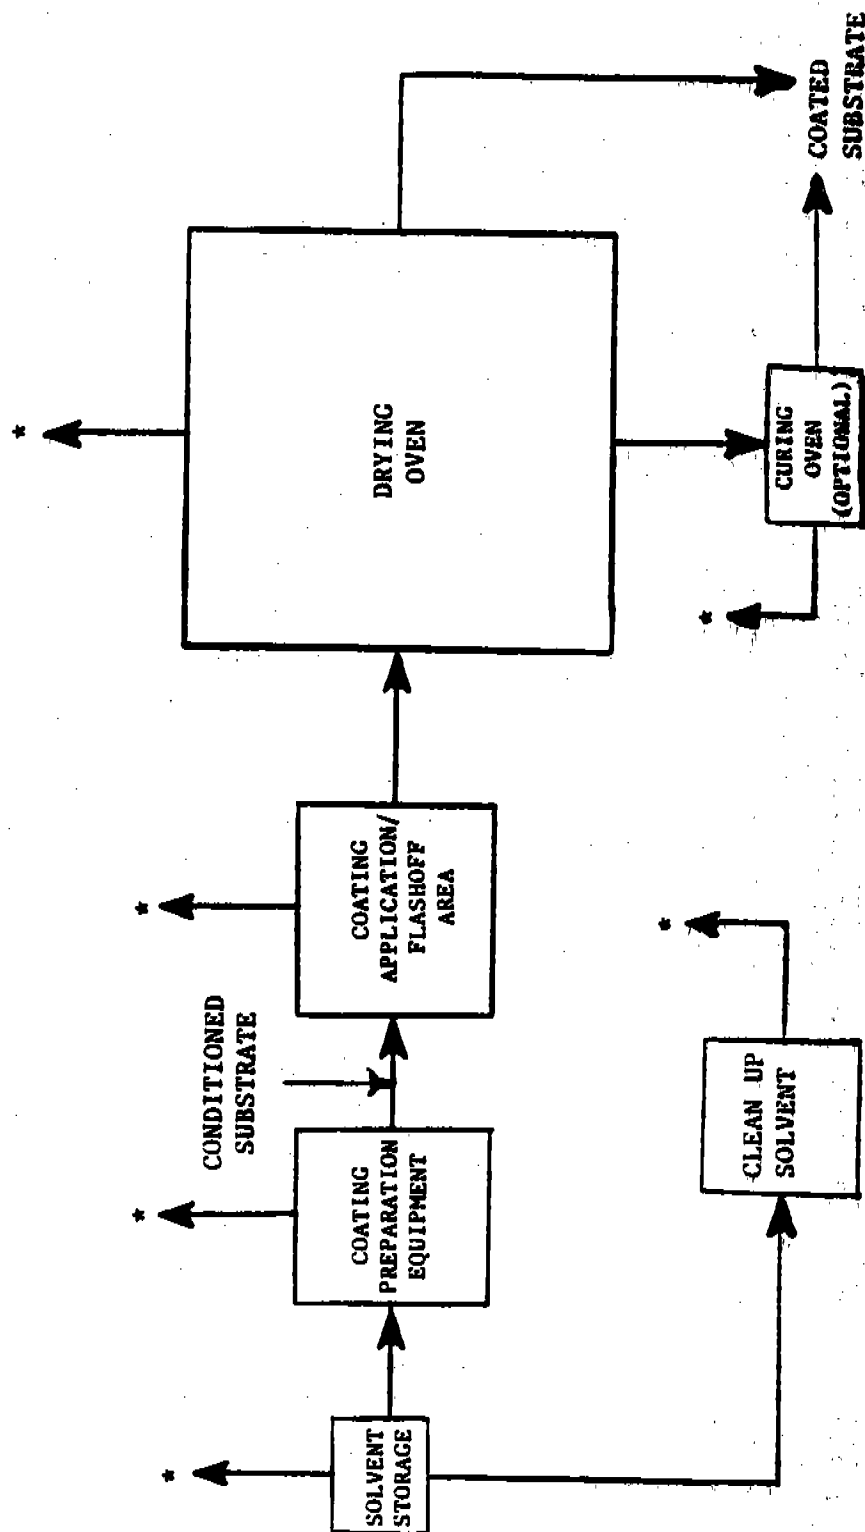 *
SOLVENT
STORAGE
*
COATING
PREPARATION
EQUIPMENT
CONDITIONED
SUBSTRATE
*
COATING
APPLICATION/
FLASHOFF
AREA
*
DRYING
OVEN
*
CLEAN UP
SOLVENT
*
CURING
OVEN
(OPTIONAL)
COATED
SUBSTRATE